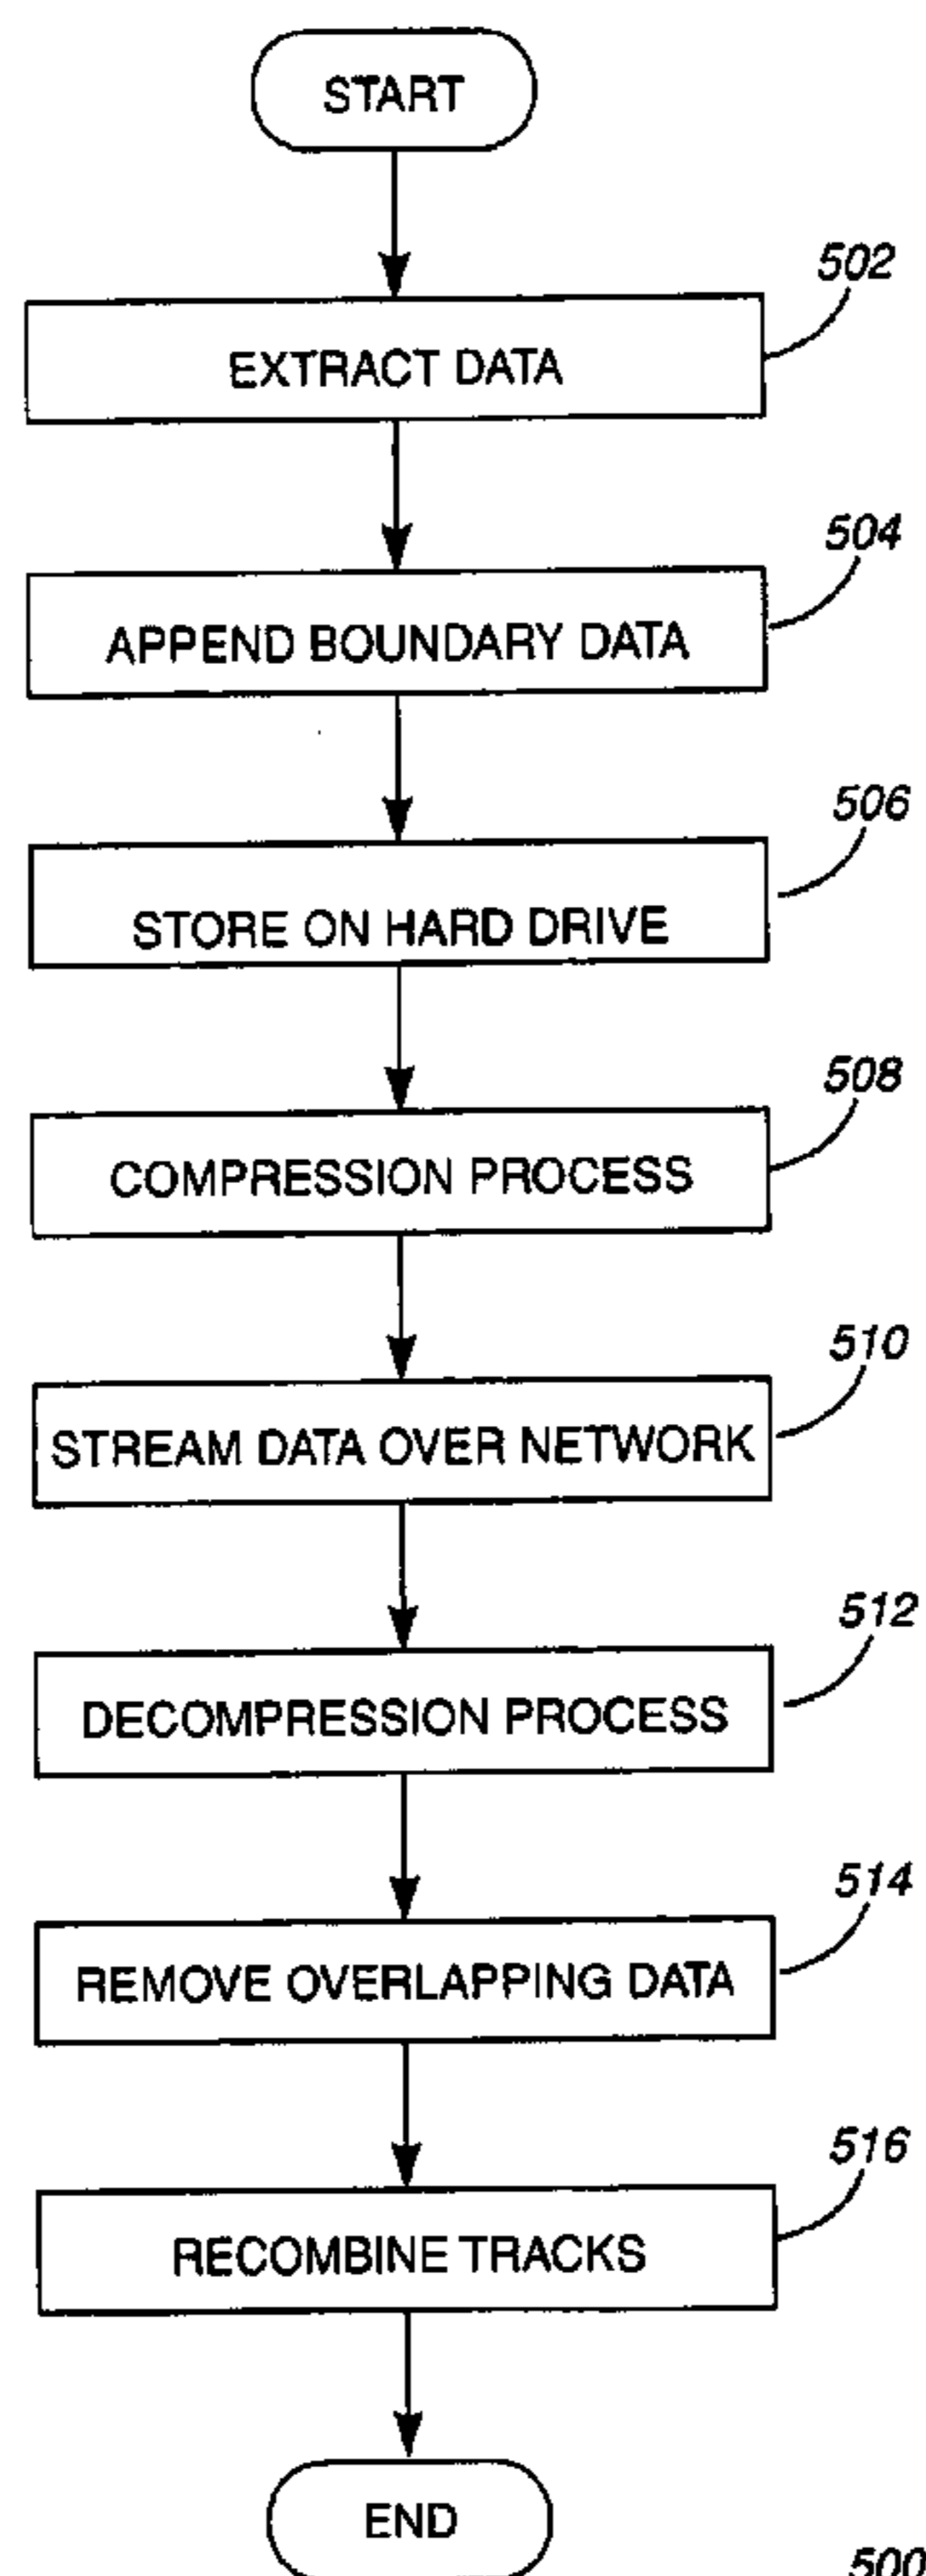 START
502
EXTRACT DATA
504
APPEND BOUNDARY DATA
506
STORE ON HARD DRIVE
508
COMPRESSION PROCESS
510
STREAM DATA OVER NETWORK
512
DECOMPRESSION PROCESS
514
REMOVE OVERLAPPING DATA
516
RECOMBINE TRACKS
END
500